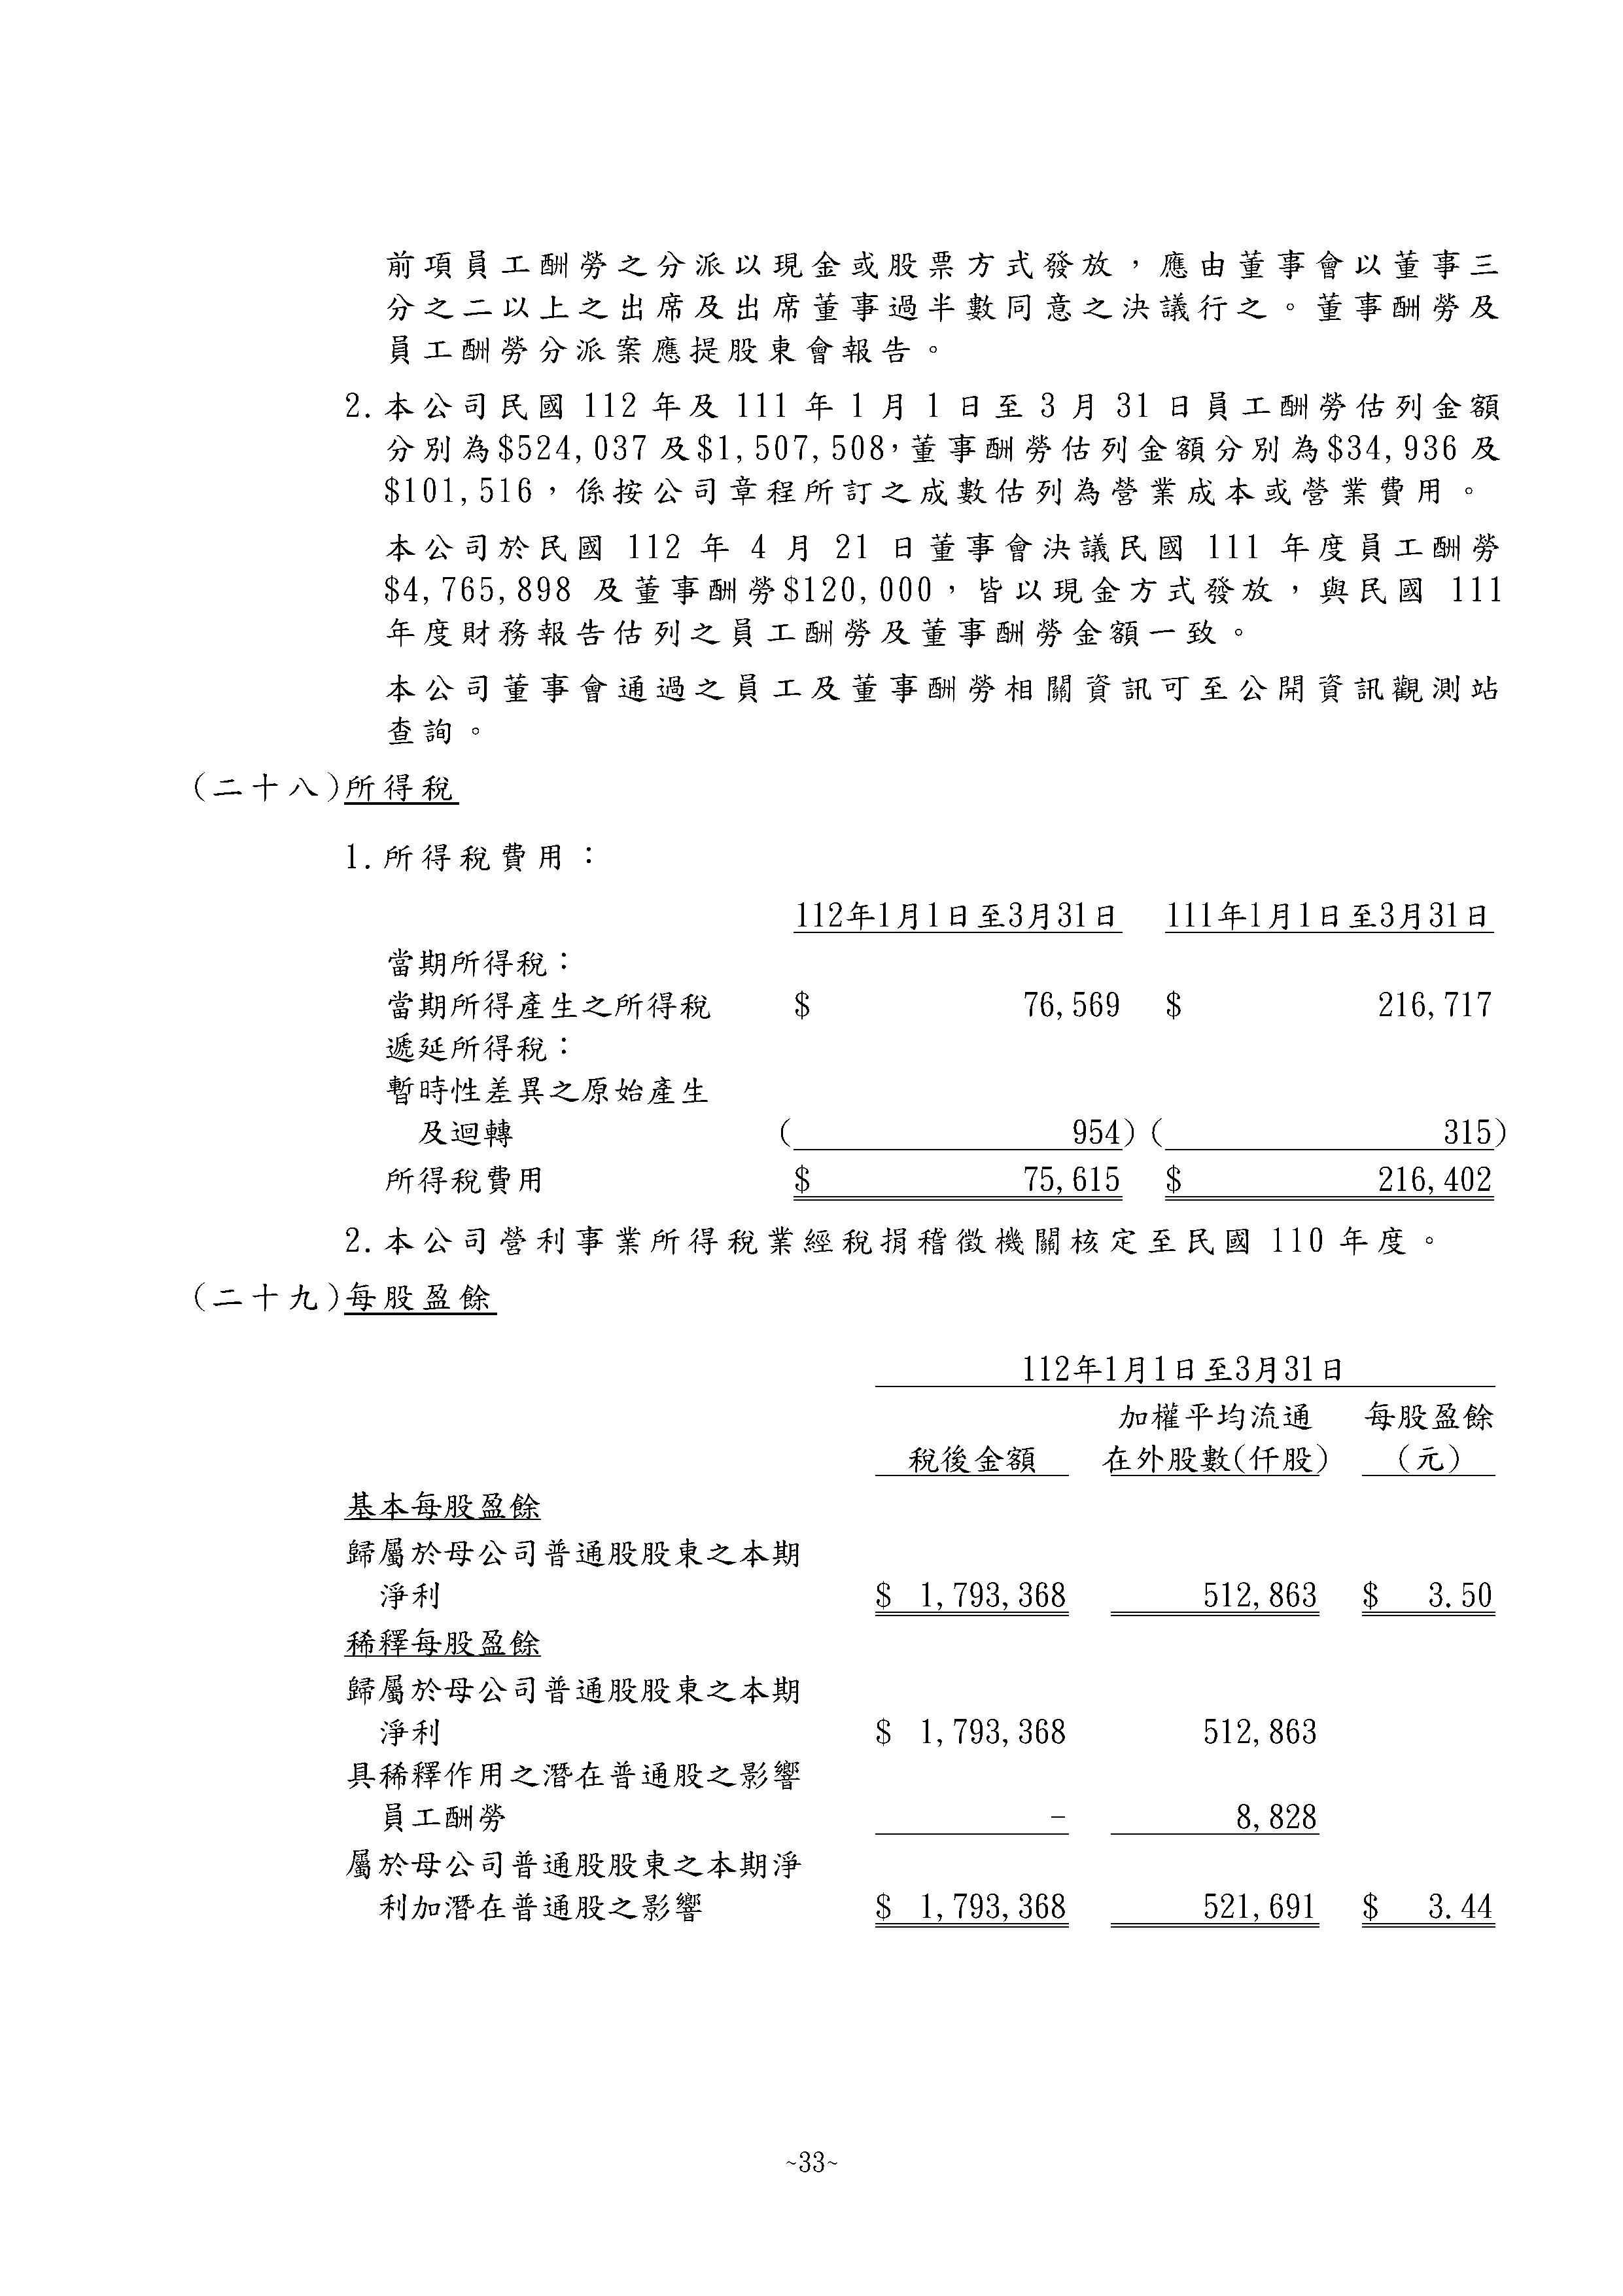 前項員工酬勞之分派以現金或股票方式發放，應由董事會以董事三
分之二以上之出席及出席董事過半數同意之決議行之。董事酬勞及
員工酬勞分派案應提股東會報告。
2.本公司民國 112 年及 111 年 1 月 1 日至 3 月 31 日員工酬勞估列金額
分別為$524,037 及$1,507,508，董事酬勞估列金額分別為$34,936 及
$101,516，係按公司章程所訂之成數估列為營業成本或營業費用。
本公司於民國 112 年 4 月 21 日董事會決議民國 111 年度員工酬勞
$4,765,898 及董事酬勞$120,000，皆以現金方式發放，與民國 111
年度財務報告估列之員工酬勞及董事酬勞金額一致。
本公司董事會通過之員工及董事酬勞相關資訊可至公開資訊觀測站
查詢。
(二十八)所得稅
1.所得稅費用：
112年1月1日至3月31日 111年1月1日至3月31日
當期所得稅：
當期所得產生之所得稅 $ 76,569 $ 216,717
遞延所得稅：
暫時性差異之原始產生
及迴轉 ( 954) ( 315)
所得稅費用 $ 75,615 $ 216,402
2.本公司營利事業所得稅業經稅捐稽徵機關核定至民國 110 年度。
(二十九)每股盈餘
112年1月1日至3月31日
加權平均流通 每股盈餘
稅後金額 在外股數(仟股) (元)
基本每股盈餘
歸屬於母公司普通股股東之本期
淨利 $ 1,793,368 512,863 $ 3.50
稀釋每股盈餘
歸屬於母公司普通股股東之本期
淨利 $ 1,793,368 512,863
具稀釋作用之潛在普通股之影響
員工酬勞 - 8,828
屬於母公司普通股股東之本期淨
利加潛在普通股之影響 $ 1,793,368 521,691 $ 3.44
~33~